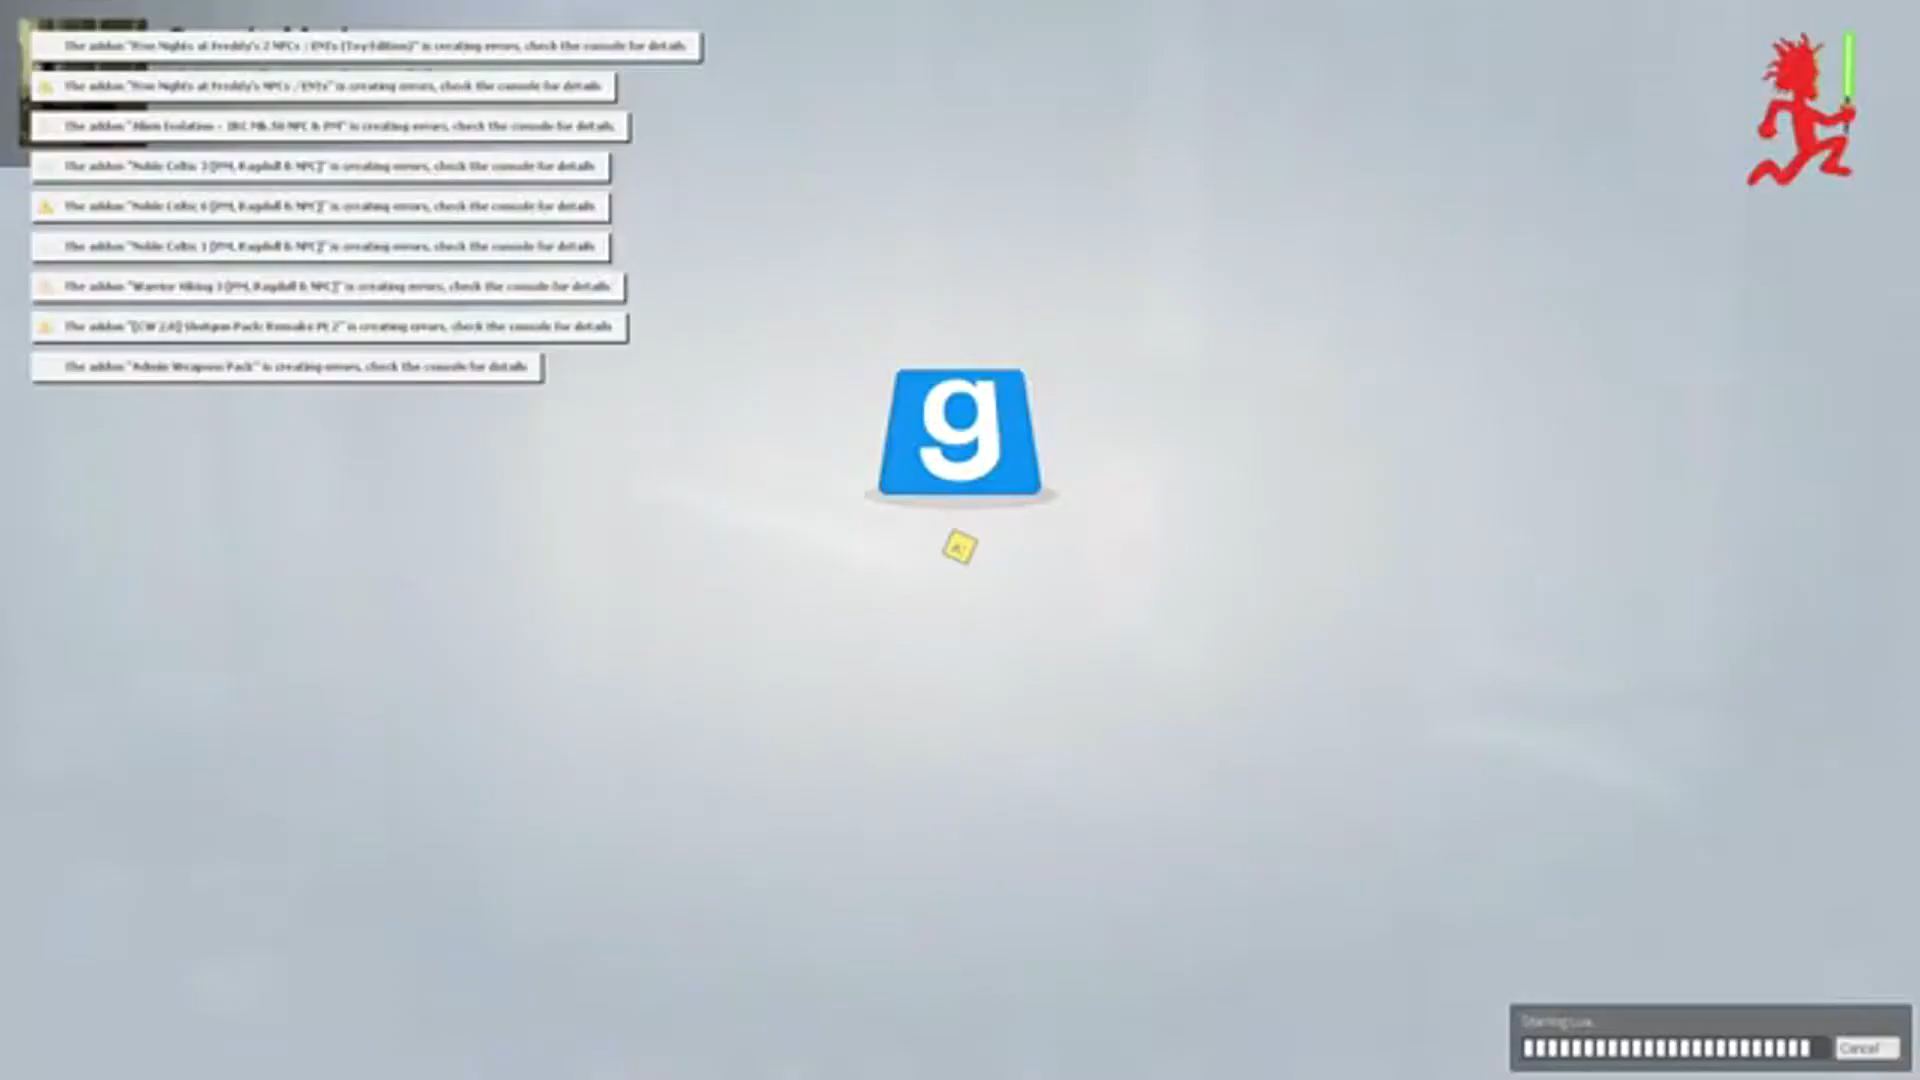 The addon "Five Nights at Freddy's 2 NPCs / ENTs (Toy Edition)" is creating errors, check the console for details
The addon "Five Nights at Freddy's NPCs / ENTs" is creating errors, check the console for details
The addon "Alien Isolation - IRC Mk.50 NPC & PM" is creating errors, check the console for details
The addon "Noble Celtic 3 [PM, Ragdoll & NPC]" is creating errors, check the console for details
The addon "Noble Celtic 6 [PM, Ragdoll & NPC]" is creating errors, check the console for details
The addon "Noble Celtic 1 [PM, Ragdoll & NPC]" is creating errors, check the console for details
The addon "Warrior Viking 3 [PM, Ragdoll & NPC]" is creating errors, check the console for details
The addon "[CW 2.0] Shotgun Pack: Remake Pt 2" is creating errors, check the console for details
The addon "Admin Weapons Pack" is creating errors, check the console for details
g
Starting Lua...
Cancel